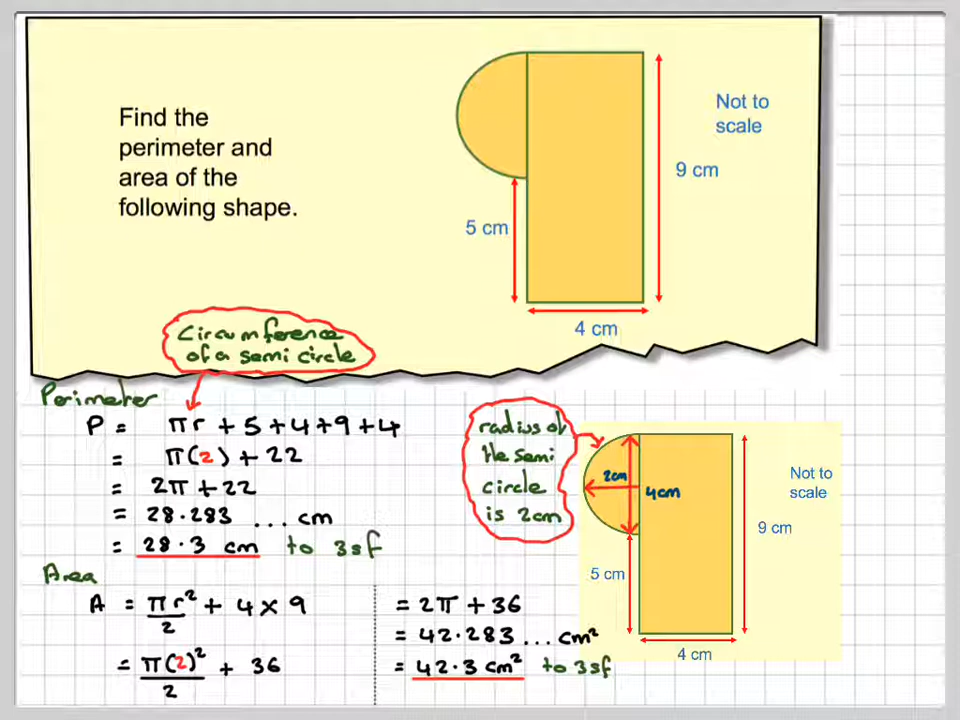 Find the
perimeter and
area of the
following shape.
Not to
scale
9 cm
5 cm
4 cm
Circumference
of a semi circle
Perimeter
P = πr + 5 + 4 + 9 + 4
= π(2) + 22
= 2π + 22
= 28.283 ... cm
= 28.3 cm to 3sf
radius of
the semi
circle
is 2cm
2cm
4cm
Not to
scale
9 cm
5 cm
4 cm
Area
A = πr²/2 + 4 × 9
= π(2)²/2 + 36
= 2π + 36
= 42.283 ... cm²
= 42.3 cm² to 3sf